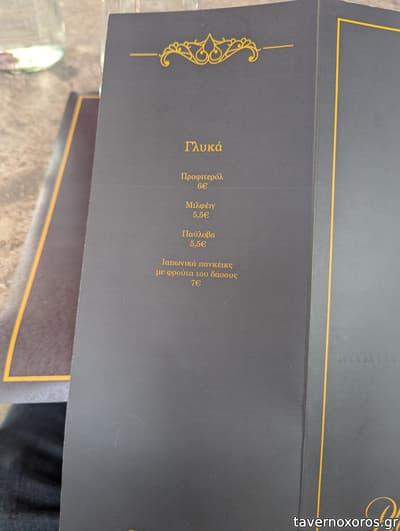 Γλυκά
Προφιτερόλ
6€
Μιλφέιγ
5,5€
Παύλοβα
5,5€
Ιαπωνικά πανκέικς
με φρούτα του δάσους
7€
tavernoxoros.gr